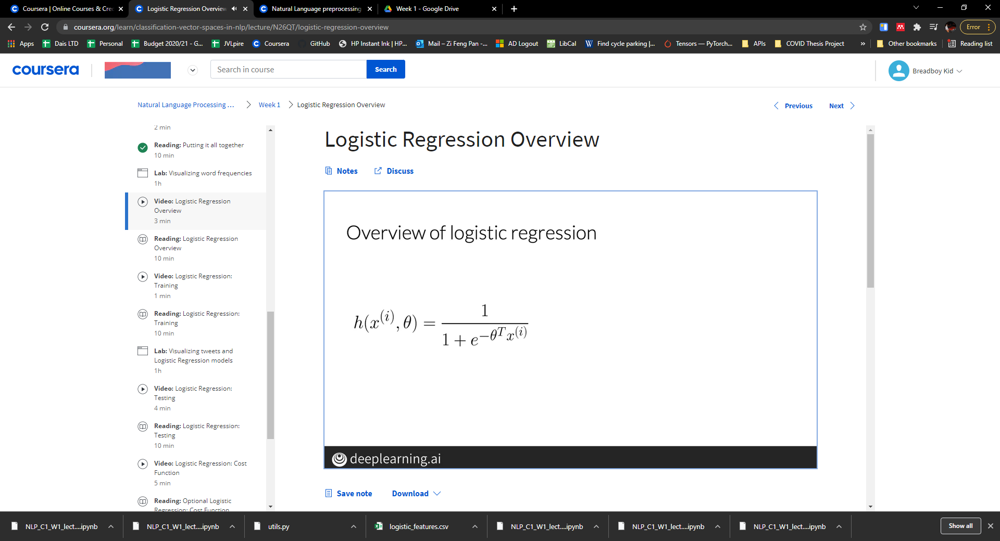 Coursera | Online Courses & Cre
Logistic Regression Overview
Natural Language preprocessing
Week 1 - Google Drive
coursera.org/learn/classification-vector-spaces-in-nlp/lecture/N26QT/logistic-regression-overview
Error
Apps
Dais LTD
Personal
Budget 2020/21 - G...
JVLpire
Coursera
GitHub
HP Instant Ink | HP...
Mail – Zi Feng Pan -...
AD Logout
LibCal
Find cycle parking |...
Tensors — PyTorch...
APIs
COVID Thesis Project
»
Other bookmarks
Reading list
coursera
Search in course
Search
Breadboy Kid
Natural Language Processing ...
Week 1
Logistic Regression Overview
Previous
Next
2 min
Reading: Putting it all together
10 min
Lab: Visualizing word frequencies
1h
Video: Logistic Regression
Overview
3 min
Reading: Logistic Regression
Overview
10 min
Video: Logistic Regression:
Training
1 min
Reading: Logistic Regression:
Training
10 min
Lab: Visualizing tweets and
Logistic Regression models
1h
Video: Logistic Regression:
Testing
4 min
Reading: Logistic Regression:
Testing
10 min
Video: Logistic Regression: Cost
Function
5 min
Reading: Optional Logistic
Regression: Cost Function
Logistic Regression Overview
Notes
Discuss
Overview of logistic regression
h(x^{(i)}, θ) = \frac{1}{1 + e^{-θ^T x^{(i)}}}
deeplearning.ai
Save note
Download
NLP_C1_W1_lect....ipynb
NLP_C1_W1_lect....ipynb
utils.py
logistic_features.csv
NLP_C1_W1_lect....ipynb
NLP_C1_W1_lect....ipynb
NLP_C1_W1_lect....ipynb
Show all